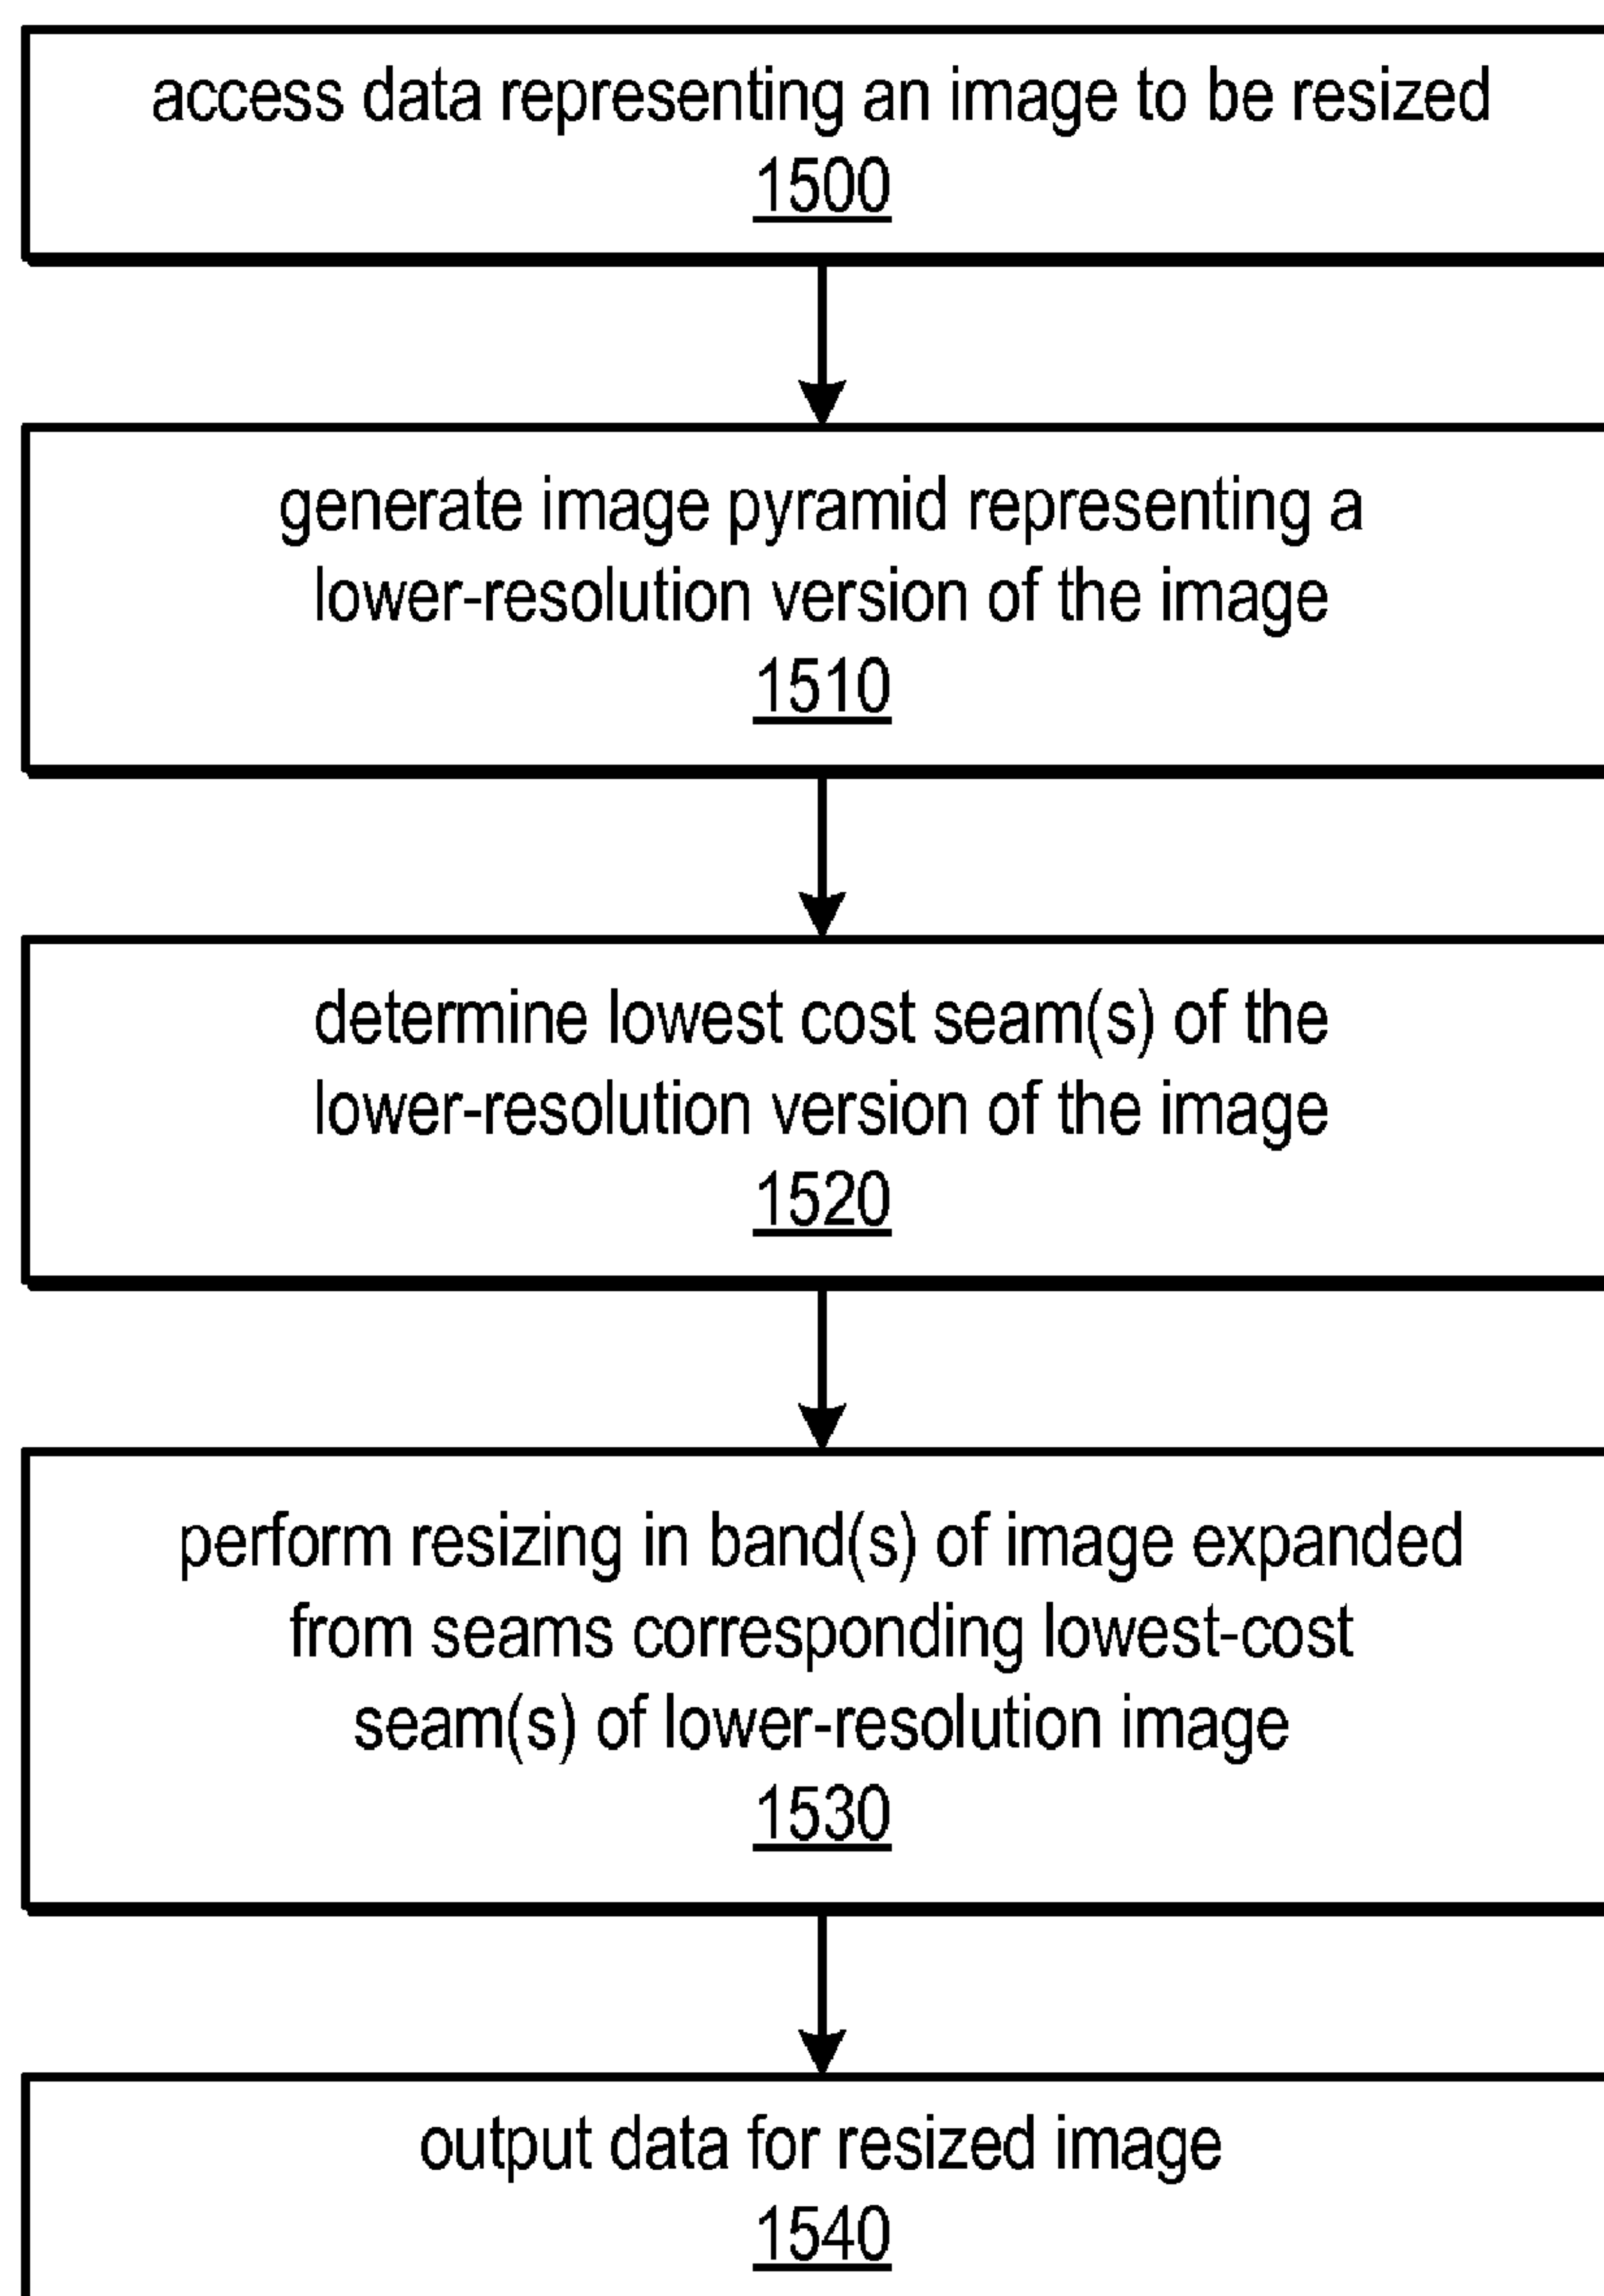 access data representing an image to be resized
1500
generate image pyramid representing a
lower-resolution version of the image
1510
determine lowest cost seam(s) of the
lower-resolution version of the image
1520
perform resizing in band(s) of image expanded
from seams corresponding lowest-cost
seam(s) of lower-resolution image
1530
output data for resized image
1540